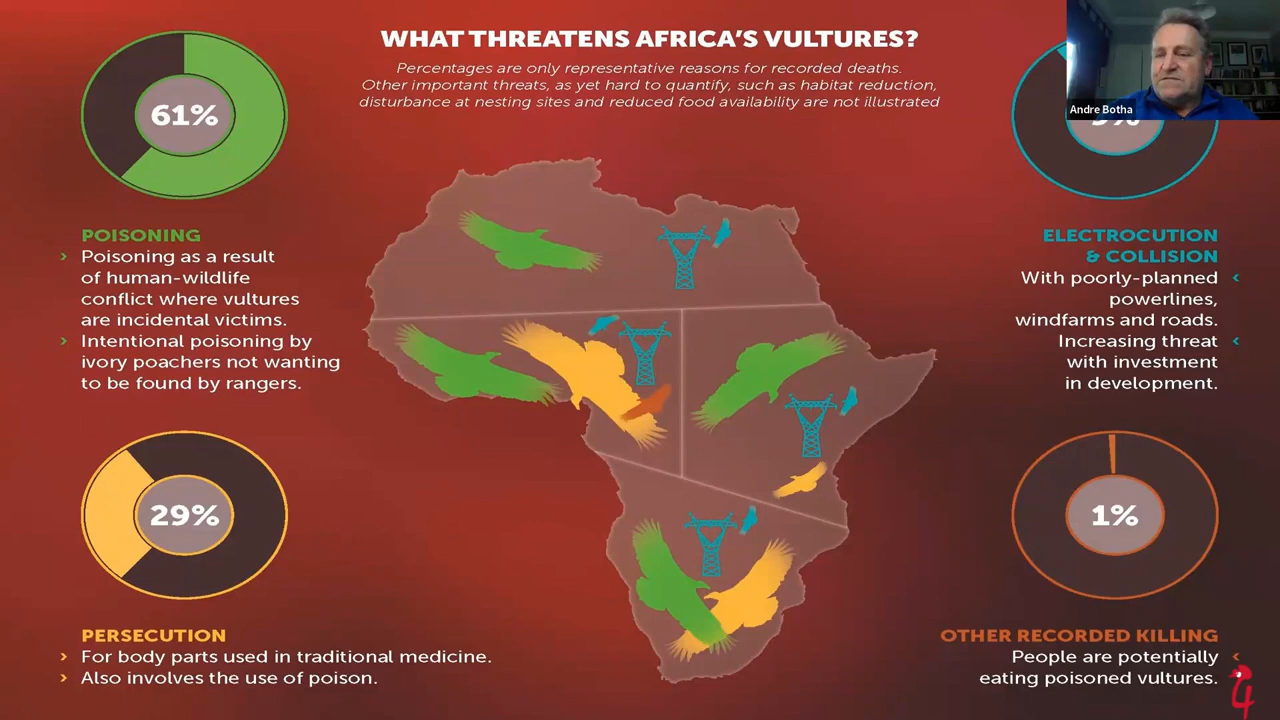 WHAT THREATENS AFRICA'S VULTURES?
Percentages are only representative reasons for recorded deaths.
Other important threats, as yet hard to quantify, such as habitat reduction,
disturbance at nesting sites and reduced food availability are not illustrated
Andre Botha
61%
POISONING
› Poisoning as a result
of human-wildlife
conflict where vultures
are incidental victims.
› Intentional poisoning by
ivory poachers not wanting
to be found by rangers.
29%
PERSECUTION
› For body parts used in traditional medicine.
› Also involves the use of poison.
ELECTROCUTION
& COLLISION
With poorly-planned ‹
powerlines,
windfarms and roads.
Increasing threat ‹
with investment
in development.
1%
OTHER RECORDED KILLING
People are potentially ‹
eating poisoned vultures.